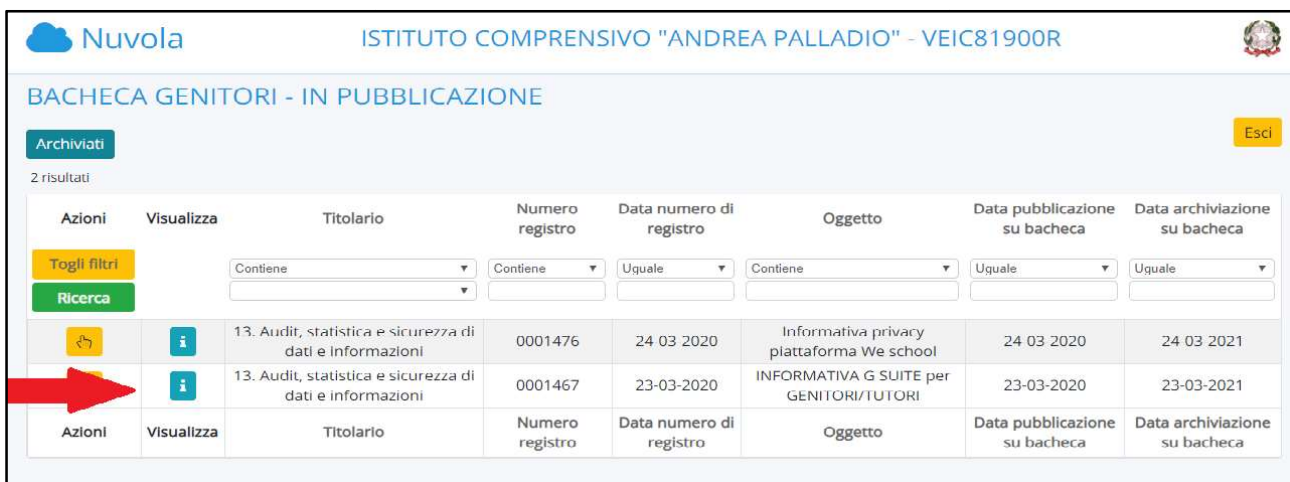 Nuvola
ISTITUTO COMPRENSIVO "ANDREA PALLADIO" - VEIC81900R
BACHECA GENITORI - IN PUBBLICAZIONE
Archiviati
Esci
2 risultati
Azioni Visualizza Titolario Numero registro Data numero di registro Oggetto Data pubblicazione su bacheca Data archiviazione su bacheca
Togli filtri
Contiene Contiene Uguale Contiene Uguale Uguale
Ricerca
13. Audit, statistica e sicurezza di dati e informazioni 0001476 24 03 2020 Informativa privacy piattaforma We school 24 03 2020 24 03 2021
13. Audit, statistica e sicurezza di dati e informazioni 0001467 23-03-2020 INFORMATIVA G SUITE per GENITORI/TUTORI 23-03-2020 23-03-2021
Azioni Visualizza Titolario Numero registro Data numero di registro Oggetto Data pubblicazione su bacheca Data archiviazione su bacheca